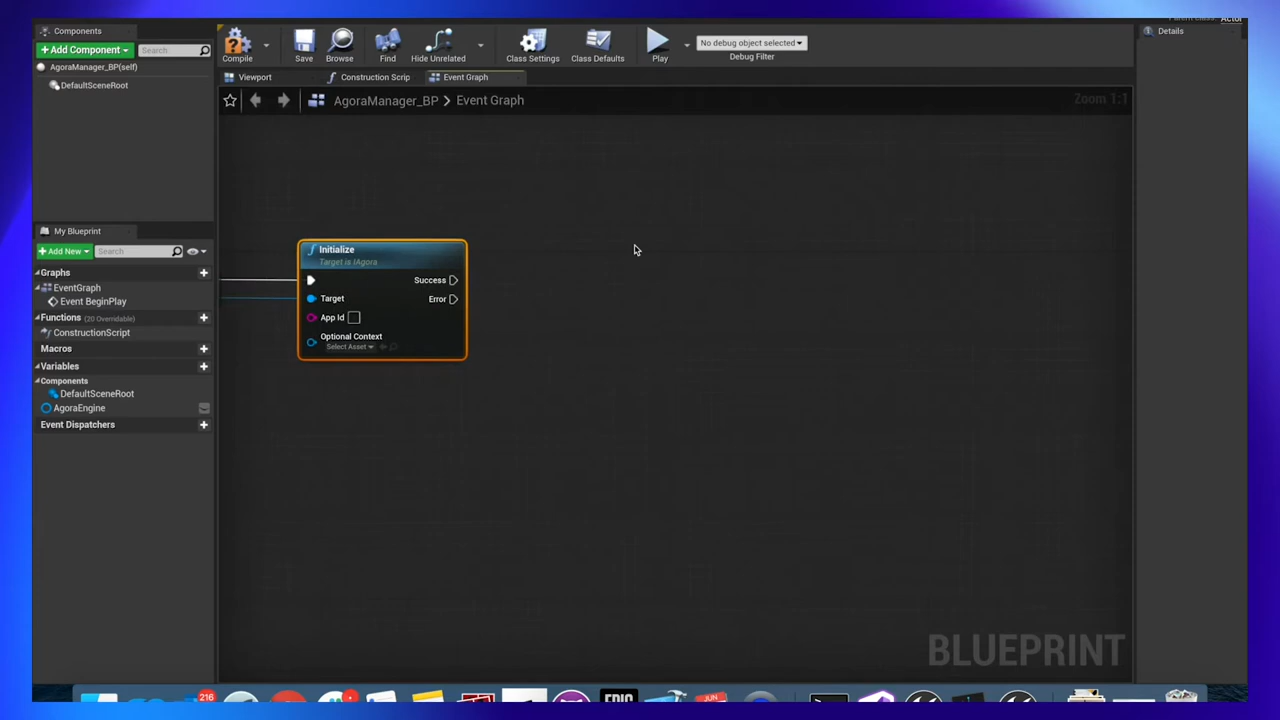 Components
Details
+ Add Component
Search
AgoraManager_BP(self)
DefaultSceneRoot
Compile
Save
Browse
Find
Hide Unrelated
Class Settings
Class Defaults
Play
No debug object selected
Debug Filter
Viewport
Construction Scrip
Event Graph
AgoraManager_BP > Event Graph
Zoom 1:1
My Blueprint
+ Add New
Search
Graphs
EventGraph
Event BeginPlay
Functions (20 Overridable)
ConstructionScript
Macros
Variables
Components
DefaultSceneRoot
AgoraEngine
Event Dispatchers
Initialize
Target is IAgora
Success
Target
Error
App Id
Optional Context
Select Asset
BLUEPRINT
216
EPIC
JUN